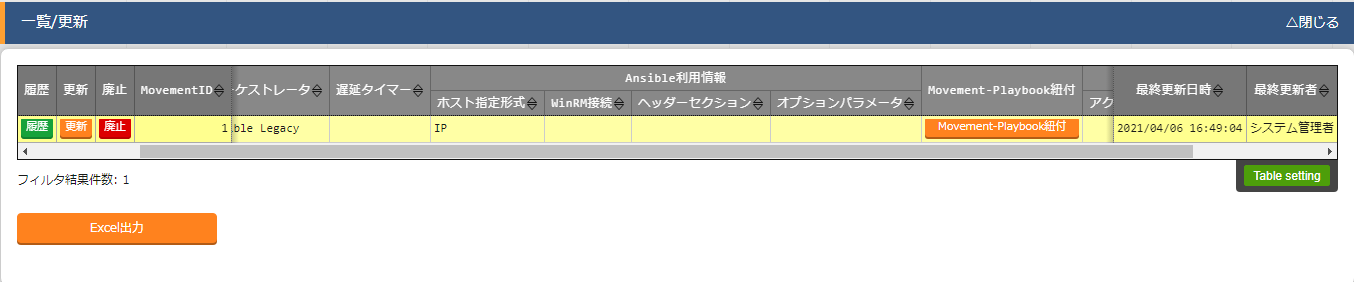 一覧/更新
△閉じる
履歴 更新 廃止 MovementID ケストレータ 遅延タイマー Ansible利用情報 Movement-Playbook紐付 最終更新日時 最終更新者
ホスト指定形式 WinRM接続 ヘッダーセクション オプションパラメータ アク
履歴 更新 廃止 1 ble Legacy IP Movement-Playbook紐付 2021/04/06 16:49:04 システム管理者
フィルタ結果件数: 1
Table setting
Excel出力